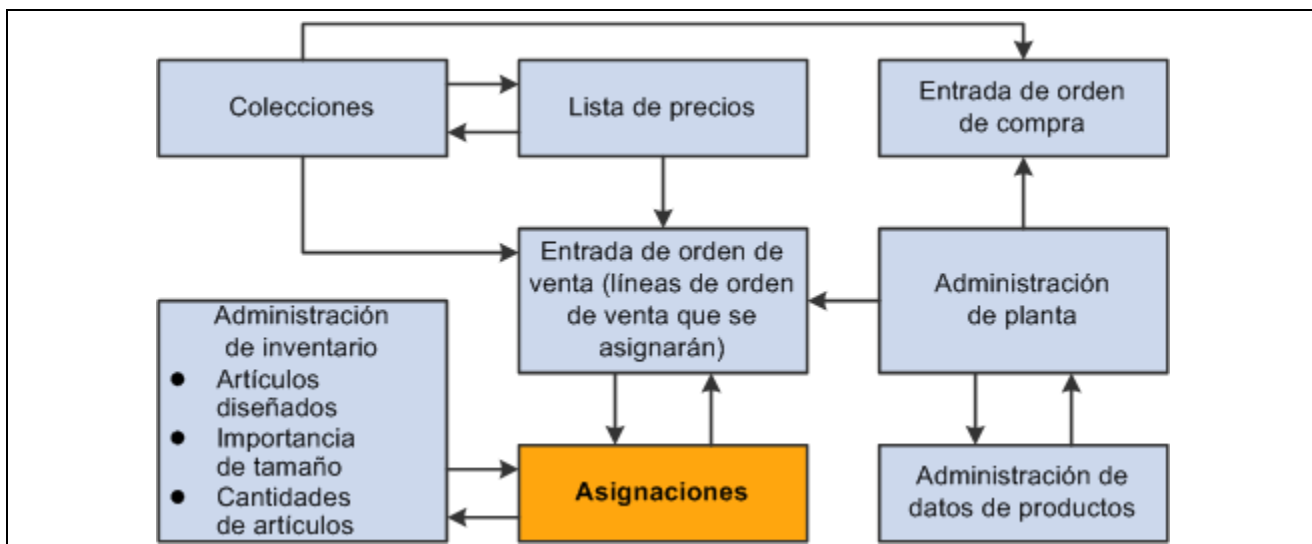 Colecciones
Lista de precios
Entrada de orden
de compra
Entrada de orden de
venta (líneas de orden
de venta que se
asignarán)
Administración
de planta
Administración
de inventario
● Artículos
diseñados
● Importancia
de tamaño
● Cantidades
de artículos
Asignaciones
Administración de
datos de productos